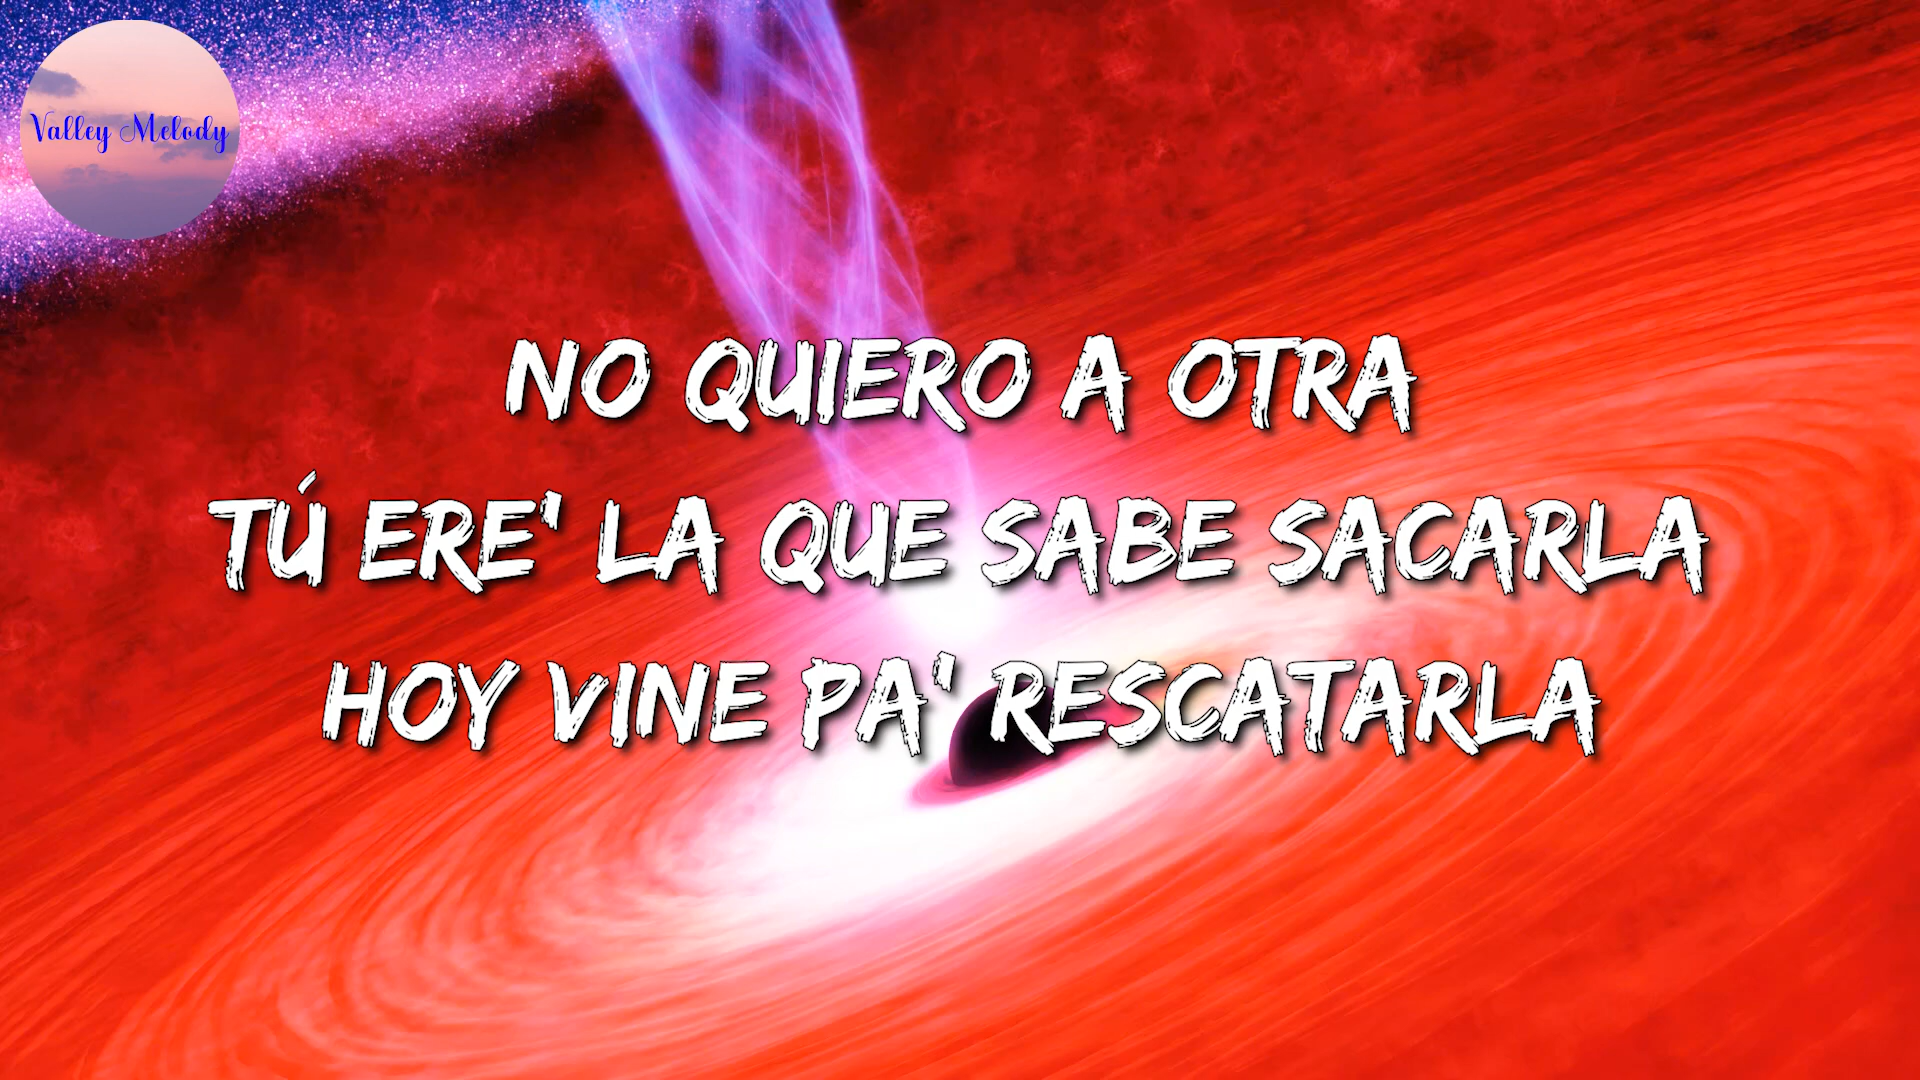 Valley Melody
NO QUIERO A OTRA
TÚ ERE' LA QUE SABE SACARLA
HOY VINE PA' RESCATARLA